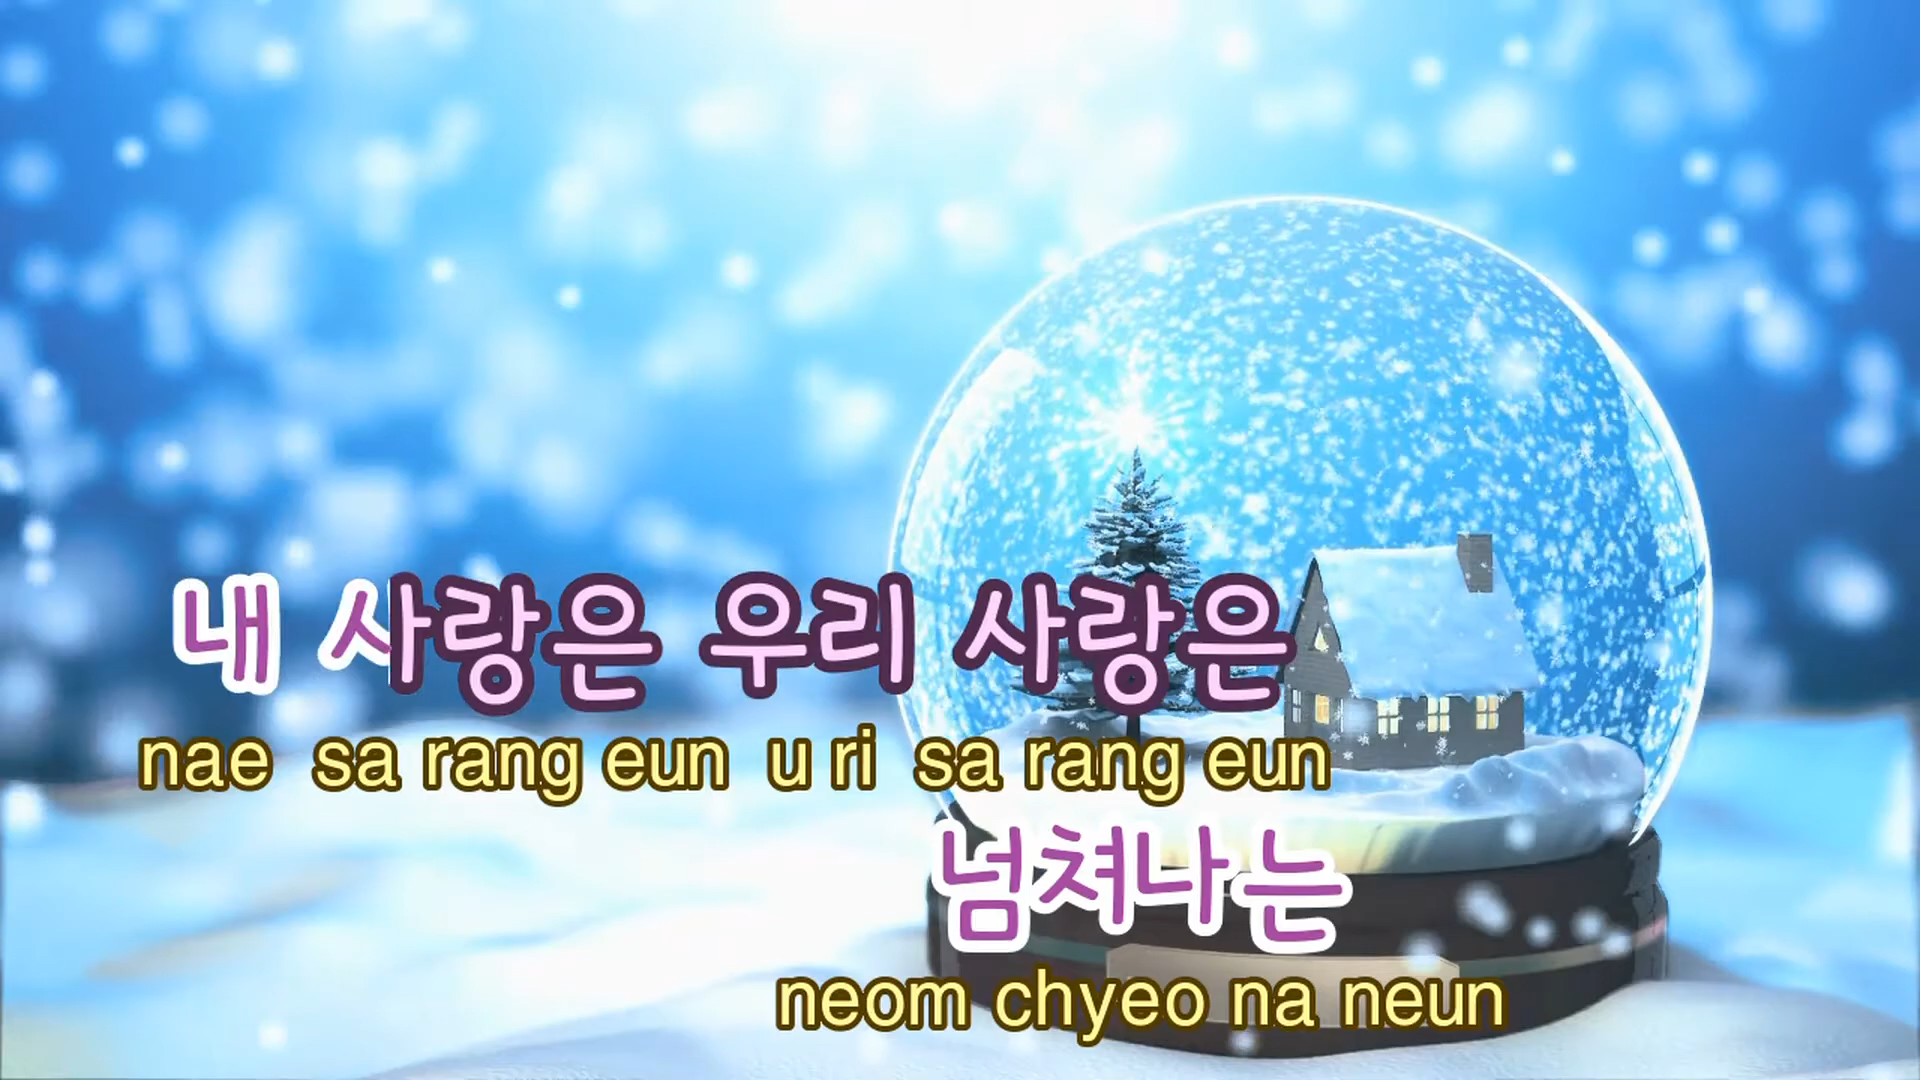 내 사랑은 우리 사랑은
nae sa rang eun u ri sa rang eun
넘쳐나는
neom chyeo na neun